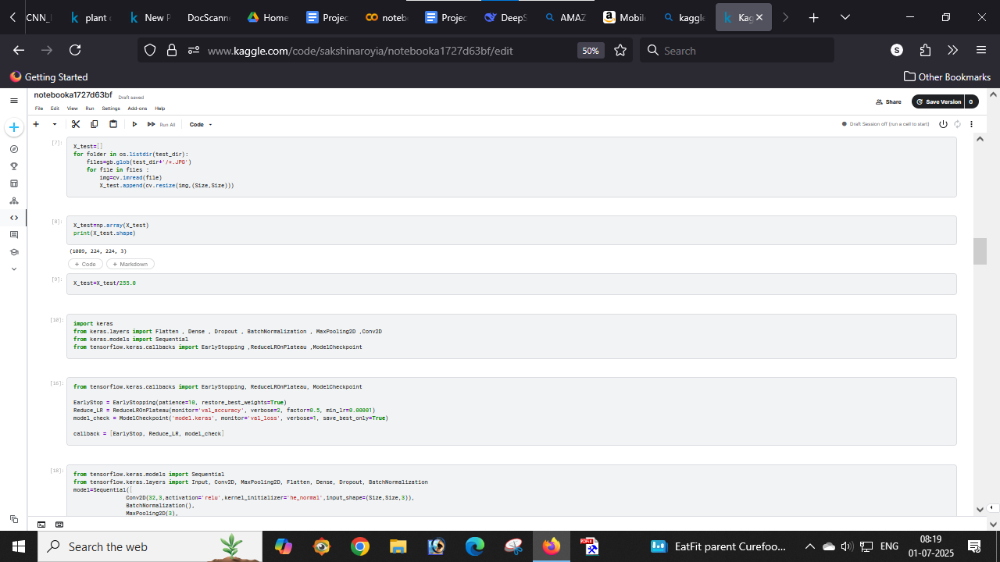 CNN_
plant
New P
DocScann
Home
Projec
noteb
Projec
DeepS
AMAZ
Mobil
kaggle
Kag
www.kaggle.com/code/sakshinaroyia/notebooka1727d63bf/edit
50%
Search
S
Getting Started
Other Bookmarks
notebooka1727d63bf Draft saved
File Edit View Run Settings Add-ons Help
Share
Save Version 0
Run All
Code
Draft Session off (run a cell to start)
[7]:
X_test=[]
for folder in os.listdir(test_dir):
    files=gb.glob(test_dir+'/*.JPG')
    for file in files :
        img=cv.imread(file)
        X_test.append(cv.resize(img,(Size,Size)))
[8]:
X_test=np.array(X_test)
print(X_test.shape)
(1089, 224, 224, 3)
+ Code + Markdown
[9]:
X_test=X_test/255.0
[10]:
import keras
from keras.layers import Flatten , Dense , Dropout , BatchNormalization , MaxPooling2D ,Conv2D
from keras.models import Sequential
from tensorflow.keras.callbacks import EarlyStopping ,ReduceLROnPlateau ,ModelCheckpoint
[16]:
from tensorflow.keras.callbacks import EarlyStopping, ReduceLROnPlateau, ModelCheckpoint
EarlyStop = EarlyStopping(patience=10, restore_best_weights=True)
Reduce_LR = ReduceLROnPlateau(monitor='val_accuracy', verbose=2, factor=0.5, min_lr=0.00001)
model_check = ModelCheckpoint('model.keras', monitor='val_loss', verbose=1, save_best_only=True)
callback = [EarlyStop, Reduce_LR, model_check]
[18]:
from tensorflow.keras.models import Sequential
from tensorflow.keras.layers import Input, Conv2D, MaxPooling2D, Flatten, Dense, Dropout, BatchNormalization
model=Sequential([
                Conv2D(32,3,activation='relu',kernel_initializer='he_normal',input_shape=(Size,Size,3)),
                BatchNormalization(),
                MaxPooling2D(3),
Search the web
EatFit parent Curefoo...
ENG
08:19
01-07-2025